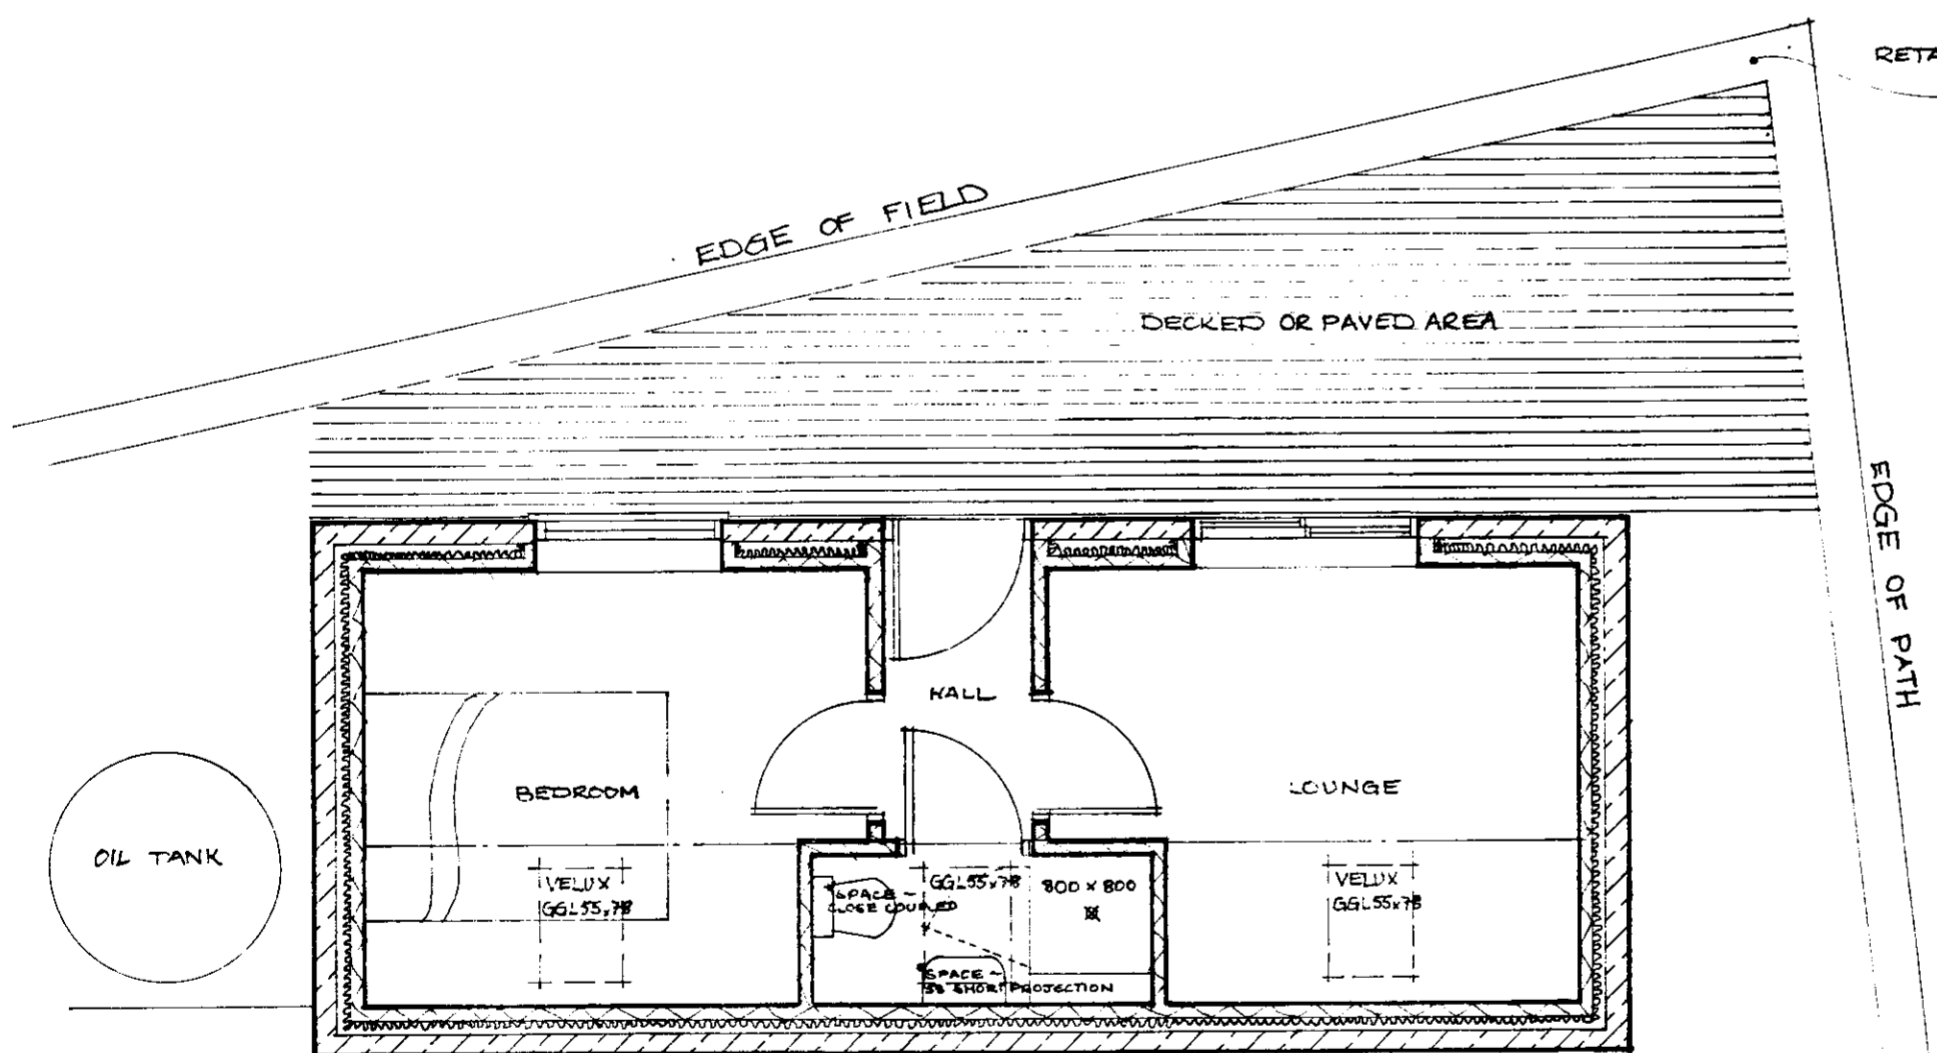 RETA
EDGE OF FIELD
DECKED OR PAVED AREA
EDGE OF PATH
HALL
BEDROOM
LOUNGE
OIL TANK
VELUX
GGL55x78
SPACE ~
CLOSE COUPLED
GGL55x78
800 x 800
VELUX
GGL55x78
SPACE ~
SHORT PROJECTION